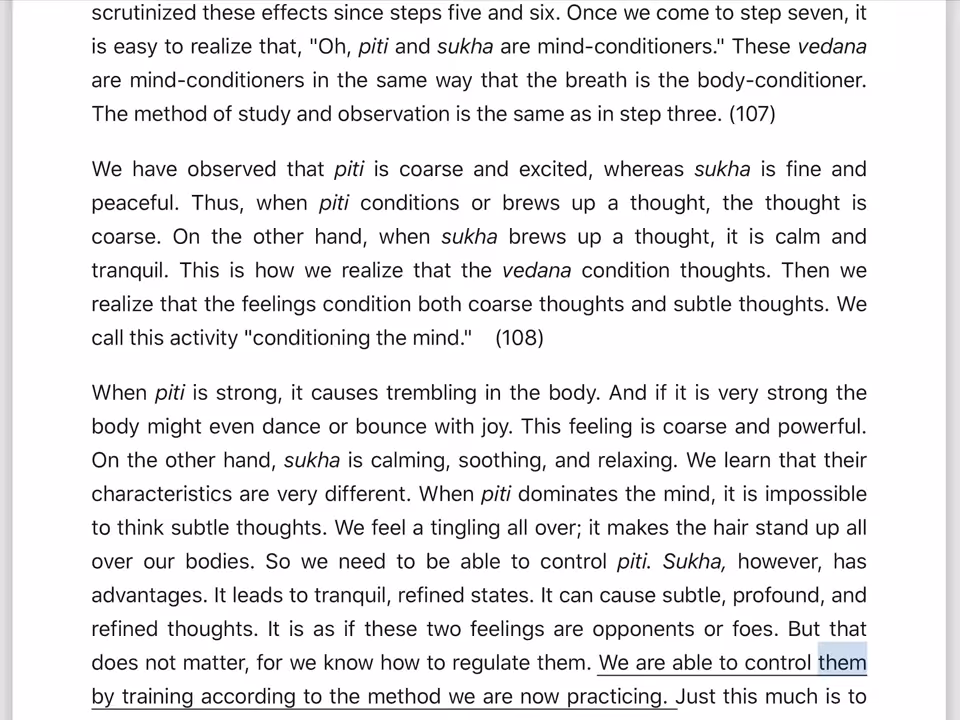 scrutinized these effects since steps five and six. Once we come to step seven, it
is easy to realize that, "Oh, piti and sukha are mind-conditioners." These vedana
are mind-conditioners in the same way that the breath is the body-conditioner.
The method of study and observation is the same as in step three. (107)
We have observed that piti is coarse and excited, whereas sukha is fine and
peaceful. Thus, when piti conditions or brews up a thought, the thought is
coarse. On the other hand, when sukha brews up a thought, it is calm and
tranquil. This is how we realize that the vedana condition thoughts. Then we
realize that the feelings condition both coarse thoughts and subtle thoughts. We
call this activity "conditioning the mind." (108)
When piti is strong, it causes trembling in the body. And if it is very strong the
body might even dance or bounce with joy. This feeling is coarse and powerful.
On the other hand, sukha is calming, soothing, and relaxing. We learn that their
characteristics are very different. When piti dominates the mind, it is impossible
to think subtle thoughts. We feel a tingling all over; it makes the hair stand up all
over our bodies. So we need to be able to control piti. Sukha, however, has
advantages. It leads to tranquil, refined states. It can cause subtle, profound, and
refined thoughts. It is as if these two feelings are opponents or foes. But that
does not matter, for we know how to regulate them. We are able to control them
by training according to the method we are now practicing. Just this much is to